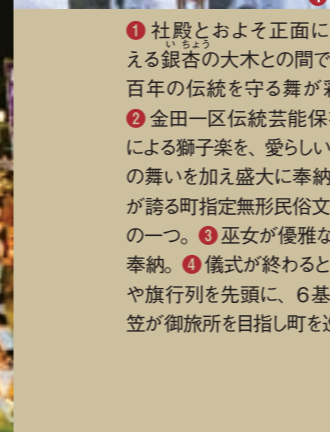 ❶社殿とおよそ正面に
いちょう
える銀杏の大木との間で
百年の伝統を守る舞が
❷金田一区伝統芸能保
による獅子楽を、愛らしい
の舞いを加え盛大に奉納
が誇る町指定無形民俗文
の一つ。❸巫女が優雅な
奉納。❹儀式が終わると
や旗行列を先頭に、6基
笠が御旅所を目指し町を